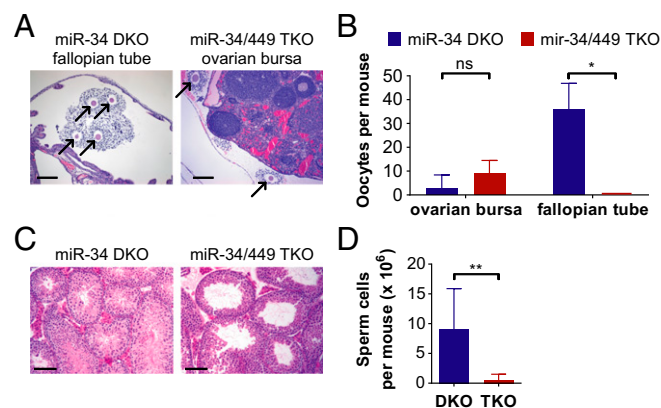 A
miR-34 DKO
fallopian tube
miR-34/449 TKO
ovarian bursa
B
miR-34 DKO
mir-34/449 TKO
Oocytes per mouse
50
40
30
20
10
0
ns
*
ovarian bursa
fallopian tube
C
miR-34 DKO
miR-34/449 TKO
D
Sperm cells
per mouse (x 10⁶)
20
15
10
5
0
**
DKO
TKO